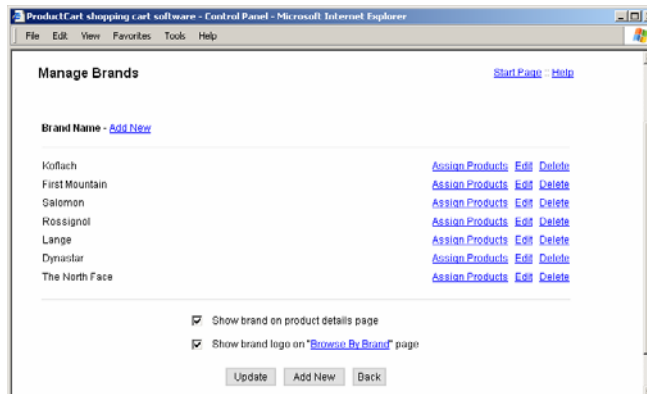 ProductCart shopping cart software - Control Panel - Microsoft Internet Explorer
File Edit View Favorites Tools Help
Manage Brands Start Page :: Help
Brand Name - Add New
Koflach Assign Products Edit Delete
First Mountain Assign Products Edit Delete
Salomon Assign Products Edit Delete
Rossignol Assign Products Edit Delete
Lange Assign Products Edit Delete
Dynastar Assign Products Edit Delete
The North Face Assign Products Edit Delete
Show brand on product details page
Show brand logo on "Browse By Brand" page
Update Add New Back